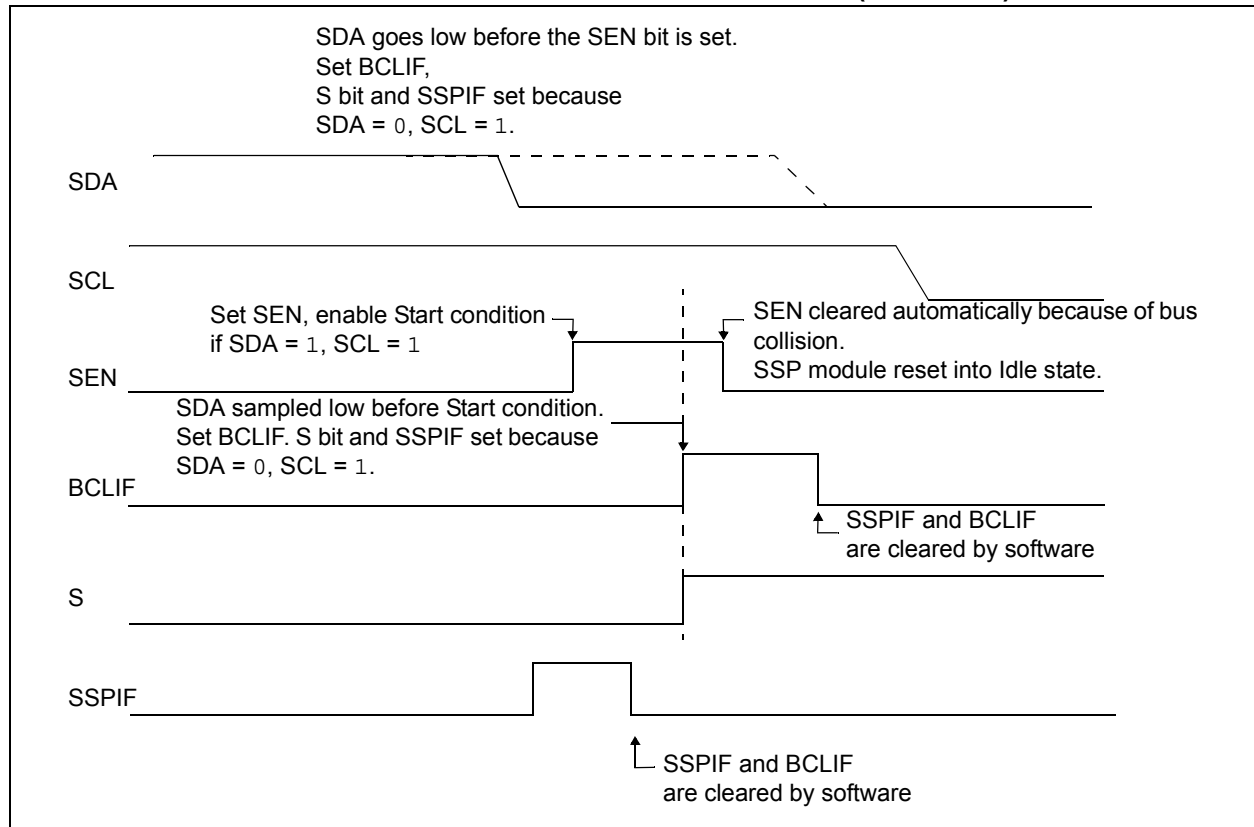 SDA goes low before the SEN bit is set.
Set BCLIF,
S bit and SSPIF set because
SDA = 0, SCL = 1.
SDA
SCL
Set SEN, enable Start condition
if SDA = 1, SCL = 1
SEN cleared automatically because of bus
collision.
SSP module reset into Idle state.
SEN
SDA sampled low before Start condition.
Set BCLIF. S bit and SSPIF set because
SDA = 0, SCL = 1.
BCLIF
SSPIF and BCLIF
are cleared by software
S
SSPIF
SSPIF and BCLIF
are cleared by software